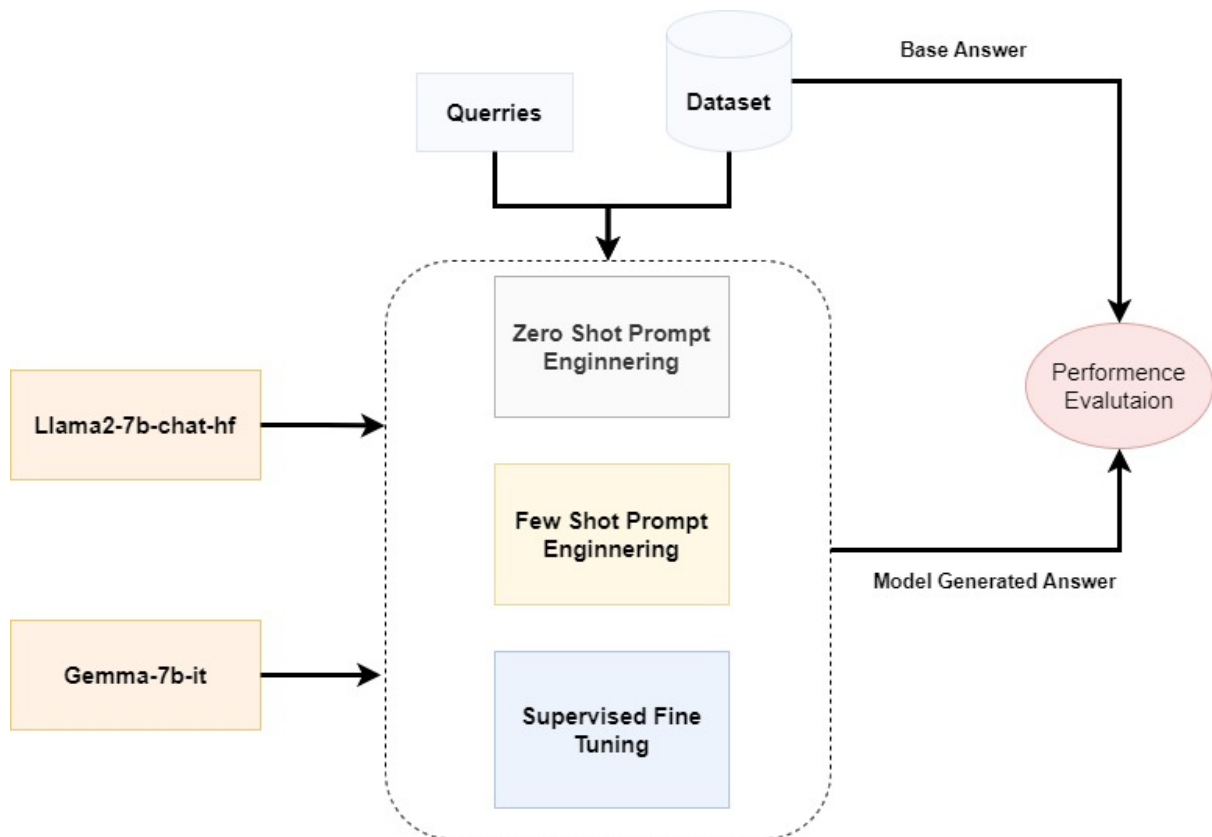 Base Answer
Querries
Dataset
Zero Shot Prompt
Enginnering
Performence
Evalutaion
Llama2-7b-chat-hf
Few Shot Prompt
Enginnering
Model Generated Answer
Gemma-7b-it
Supervised Fine
Tuning